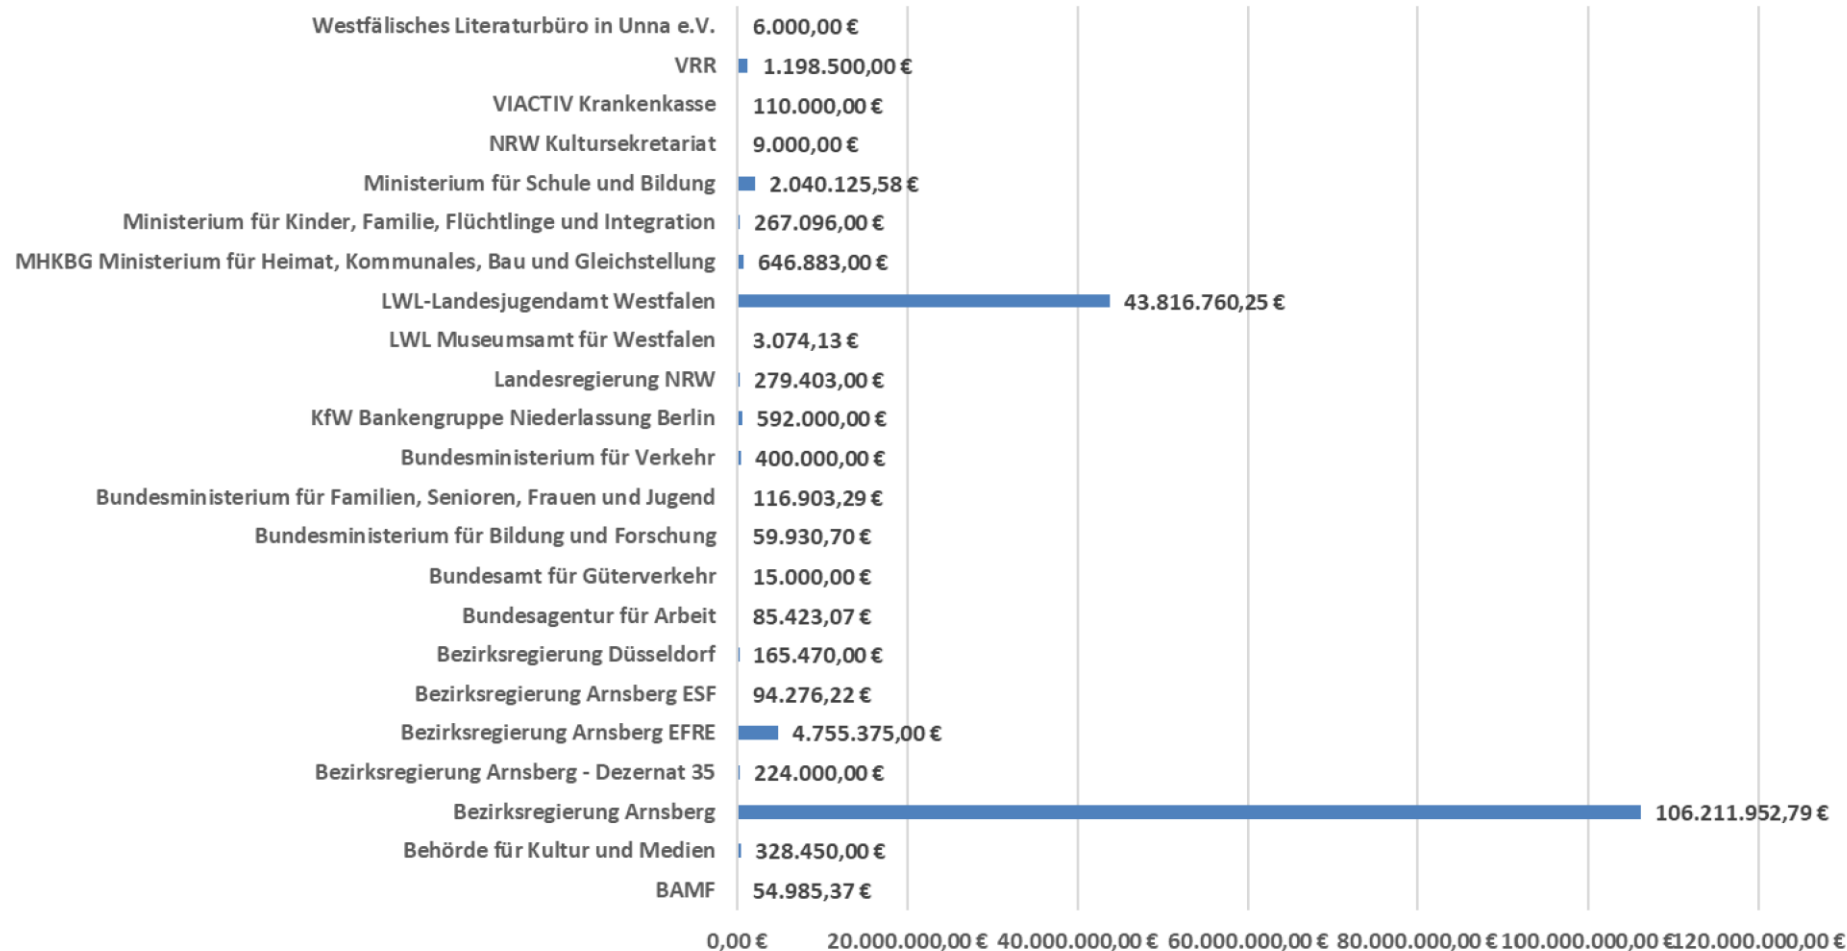 Westfälisches Literaturbüro in Unna e.V. 6.000,00 €
VRR 1.198.500,00 €
VIACTIV Krankenkasse 110.000,00 €
NRW Kultursekretariat 9.000,00 €
Ministerium für Schule und Bildung 2.040.125,58 €
Ministerium für Kinder, Familie, Flüchtlinge und Integration 267.096,00 €
MHKBG Ministerium für Heimat, Kommunales, Bau und Gleichstellung 646.883,00 €
LWL-Landesjugendamt Westfalen 43.816.760,25 €
LWL Museumsamt für Westfalen 3.074,13 €
Landesregierung NRW 279.403,00 €
KfW Bankengruppe Niederlassung Berlin 592.000,00 €
Bundesministerium für Verkehr 400.000,00 €
Bundesministerium für Familien, Senioren, Frauen und Jugend 116.903,29 €
Bundesministerium für Bildung und Forschung 59.930,70 €
Bundesamt für Güterverkehr 15.000,00 €
Bundesagentur für Arbeit 85.423,07 €
Bezirksregierung Düsseldorf 165.470,00 €
Bezirksregierung Arnsberg ESF 94.276,22 €
Bezirksregierung Arnsberg EFRE 4.755.375,00 €
Bezirksregierung Arnsberg - Dezernat 35 224.000,00 €
Bezirksregierung Arnsberg 106.211.952,79 €
Behörde für Kultur und Medien 328.450,00 €
BAMF 54.985,37 €
0,00 € 20.000.000,00 € 40.000.000,00 € 60.000.000,00 € 80.000.000,00 € 100.000.000,00 € 120.000.000,00 €